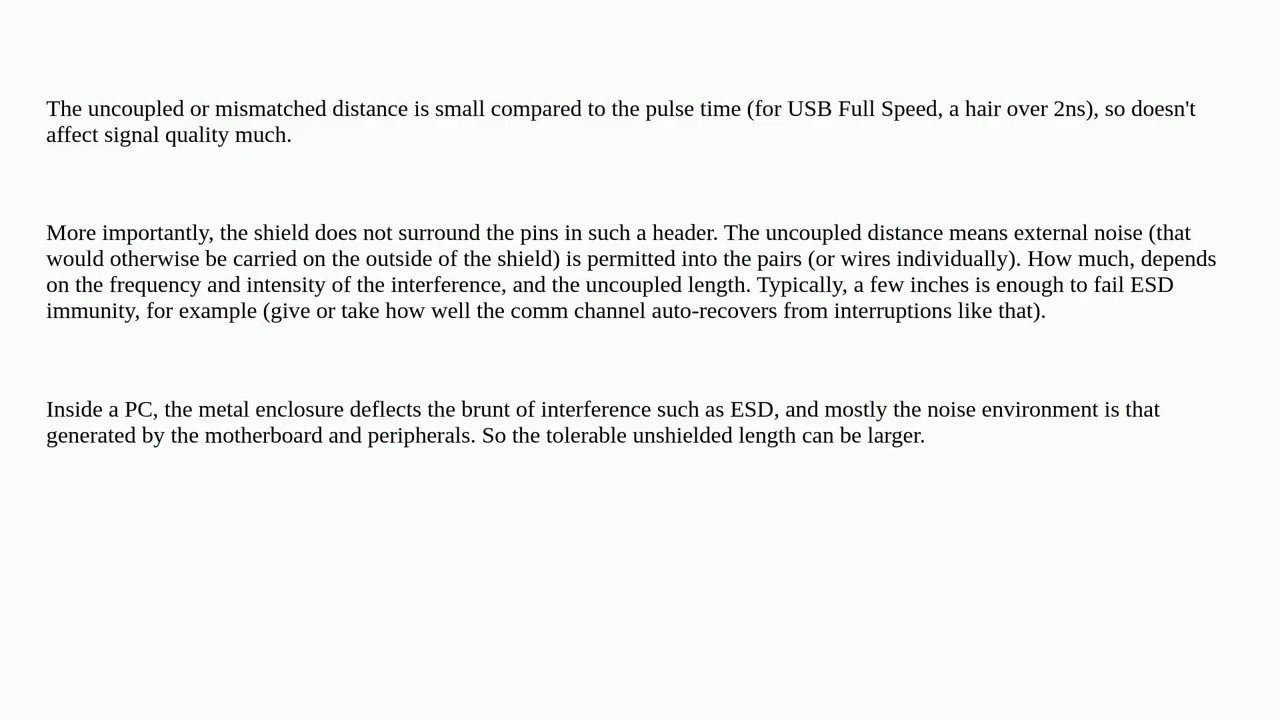 The uncoupled or mismatched distance is small compared to the pulse time (for USB Full Speed, a hair over 2ns), so doesn't
affect signal quality much.
More importantly, the shield does not surround the pins in such a header. The uncoupled distance means external noise (that
would otherwise be carried on the outside of the shield) is permitted into the pairs (or wires individually). How much, depends
on the frequency and intensity of the interference, and the uncoupled length. Typically, a few inches is enough to fail ESD
immunity, for example (give or take how well the comm channel auto-recovers from interruptions like that).
Inside a PC, the metal enclosure deflects the brunt of interference such as ESD, and mostly the noise environment is that
generated by the motherboard and peripherals. So the tolerable unshielded length can be larger.